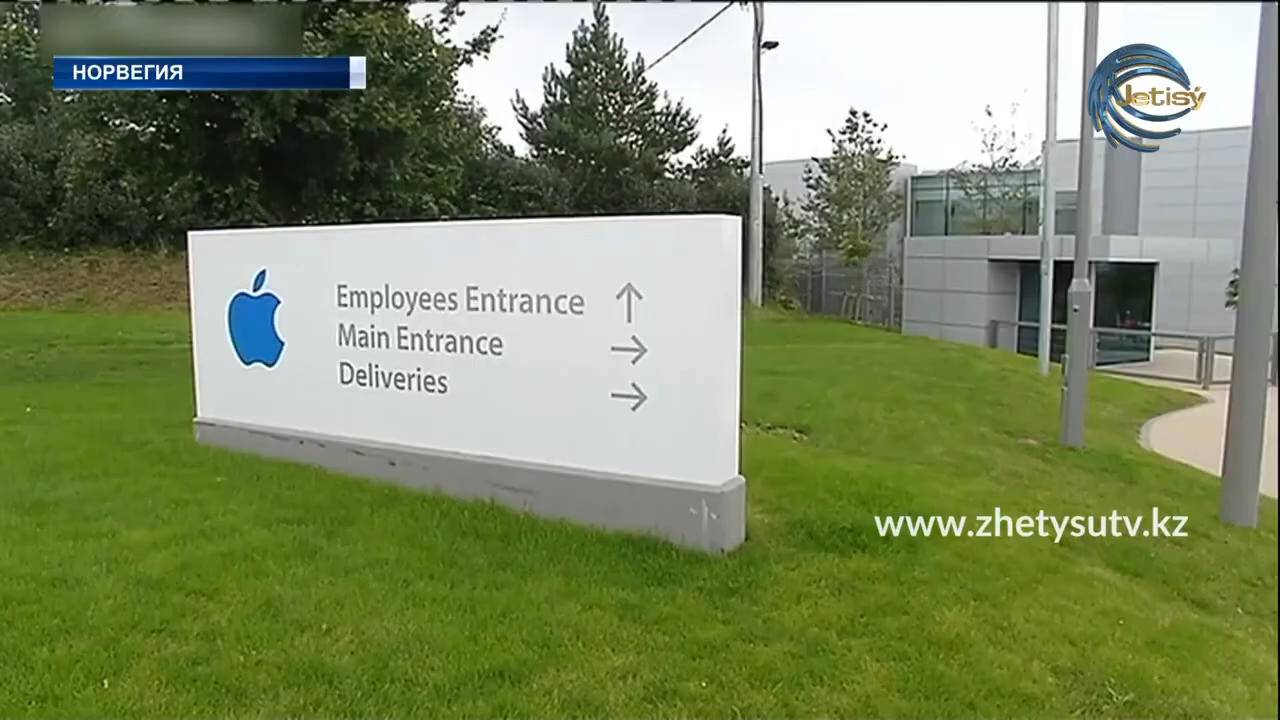 НОРВЕГИЯ
Jetisý
Employees Entrance ↑
Main Entrance →
Deliveries →
www.zhetysutv.kz